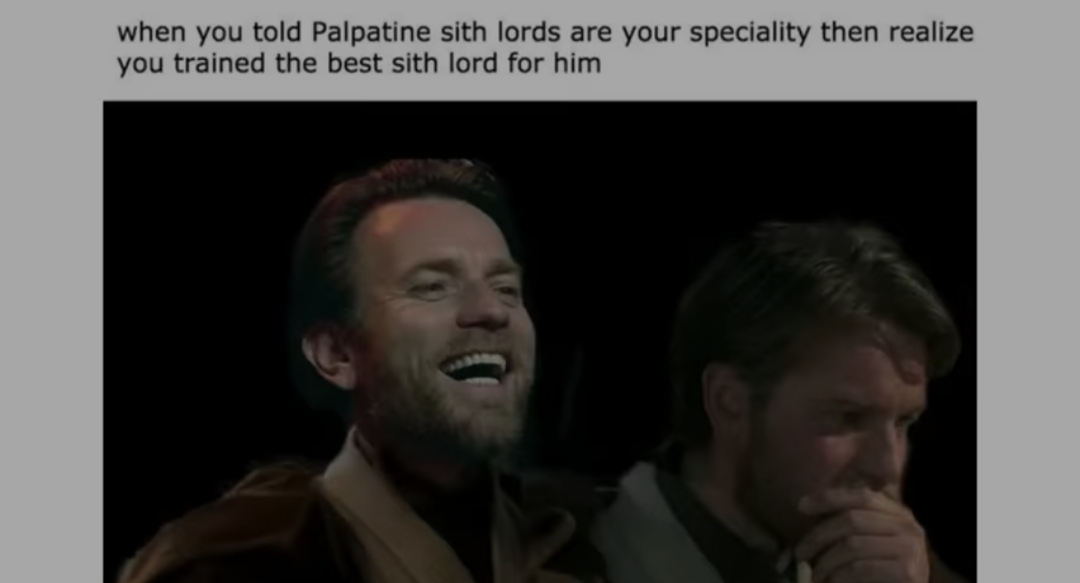 when you told Palpatine sith lords are your speciality then realize
you trained the best sith lord for him